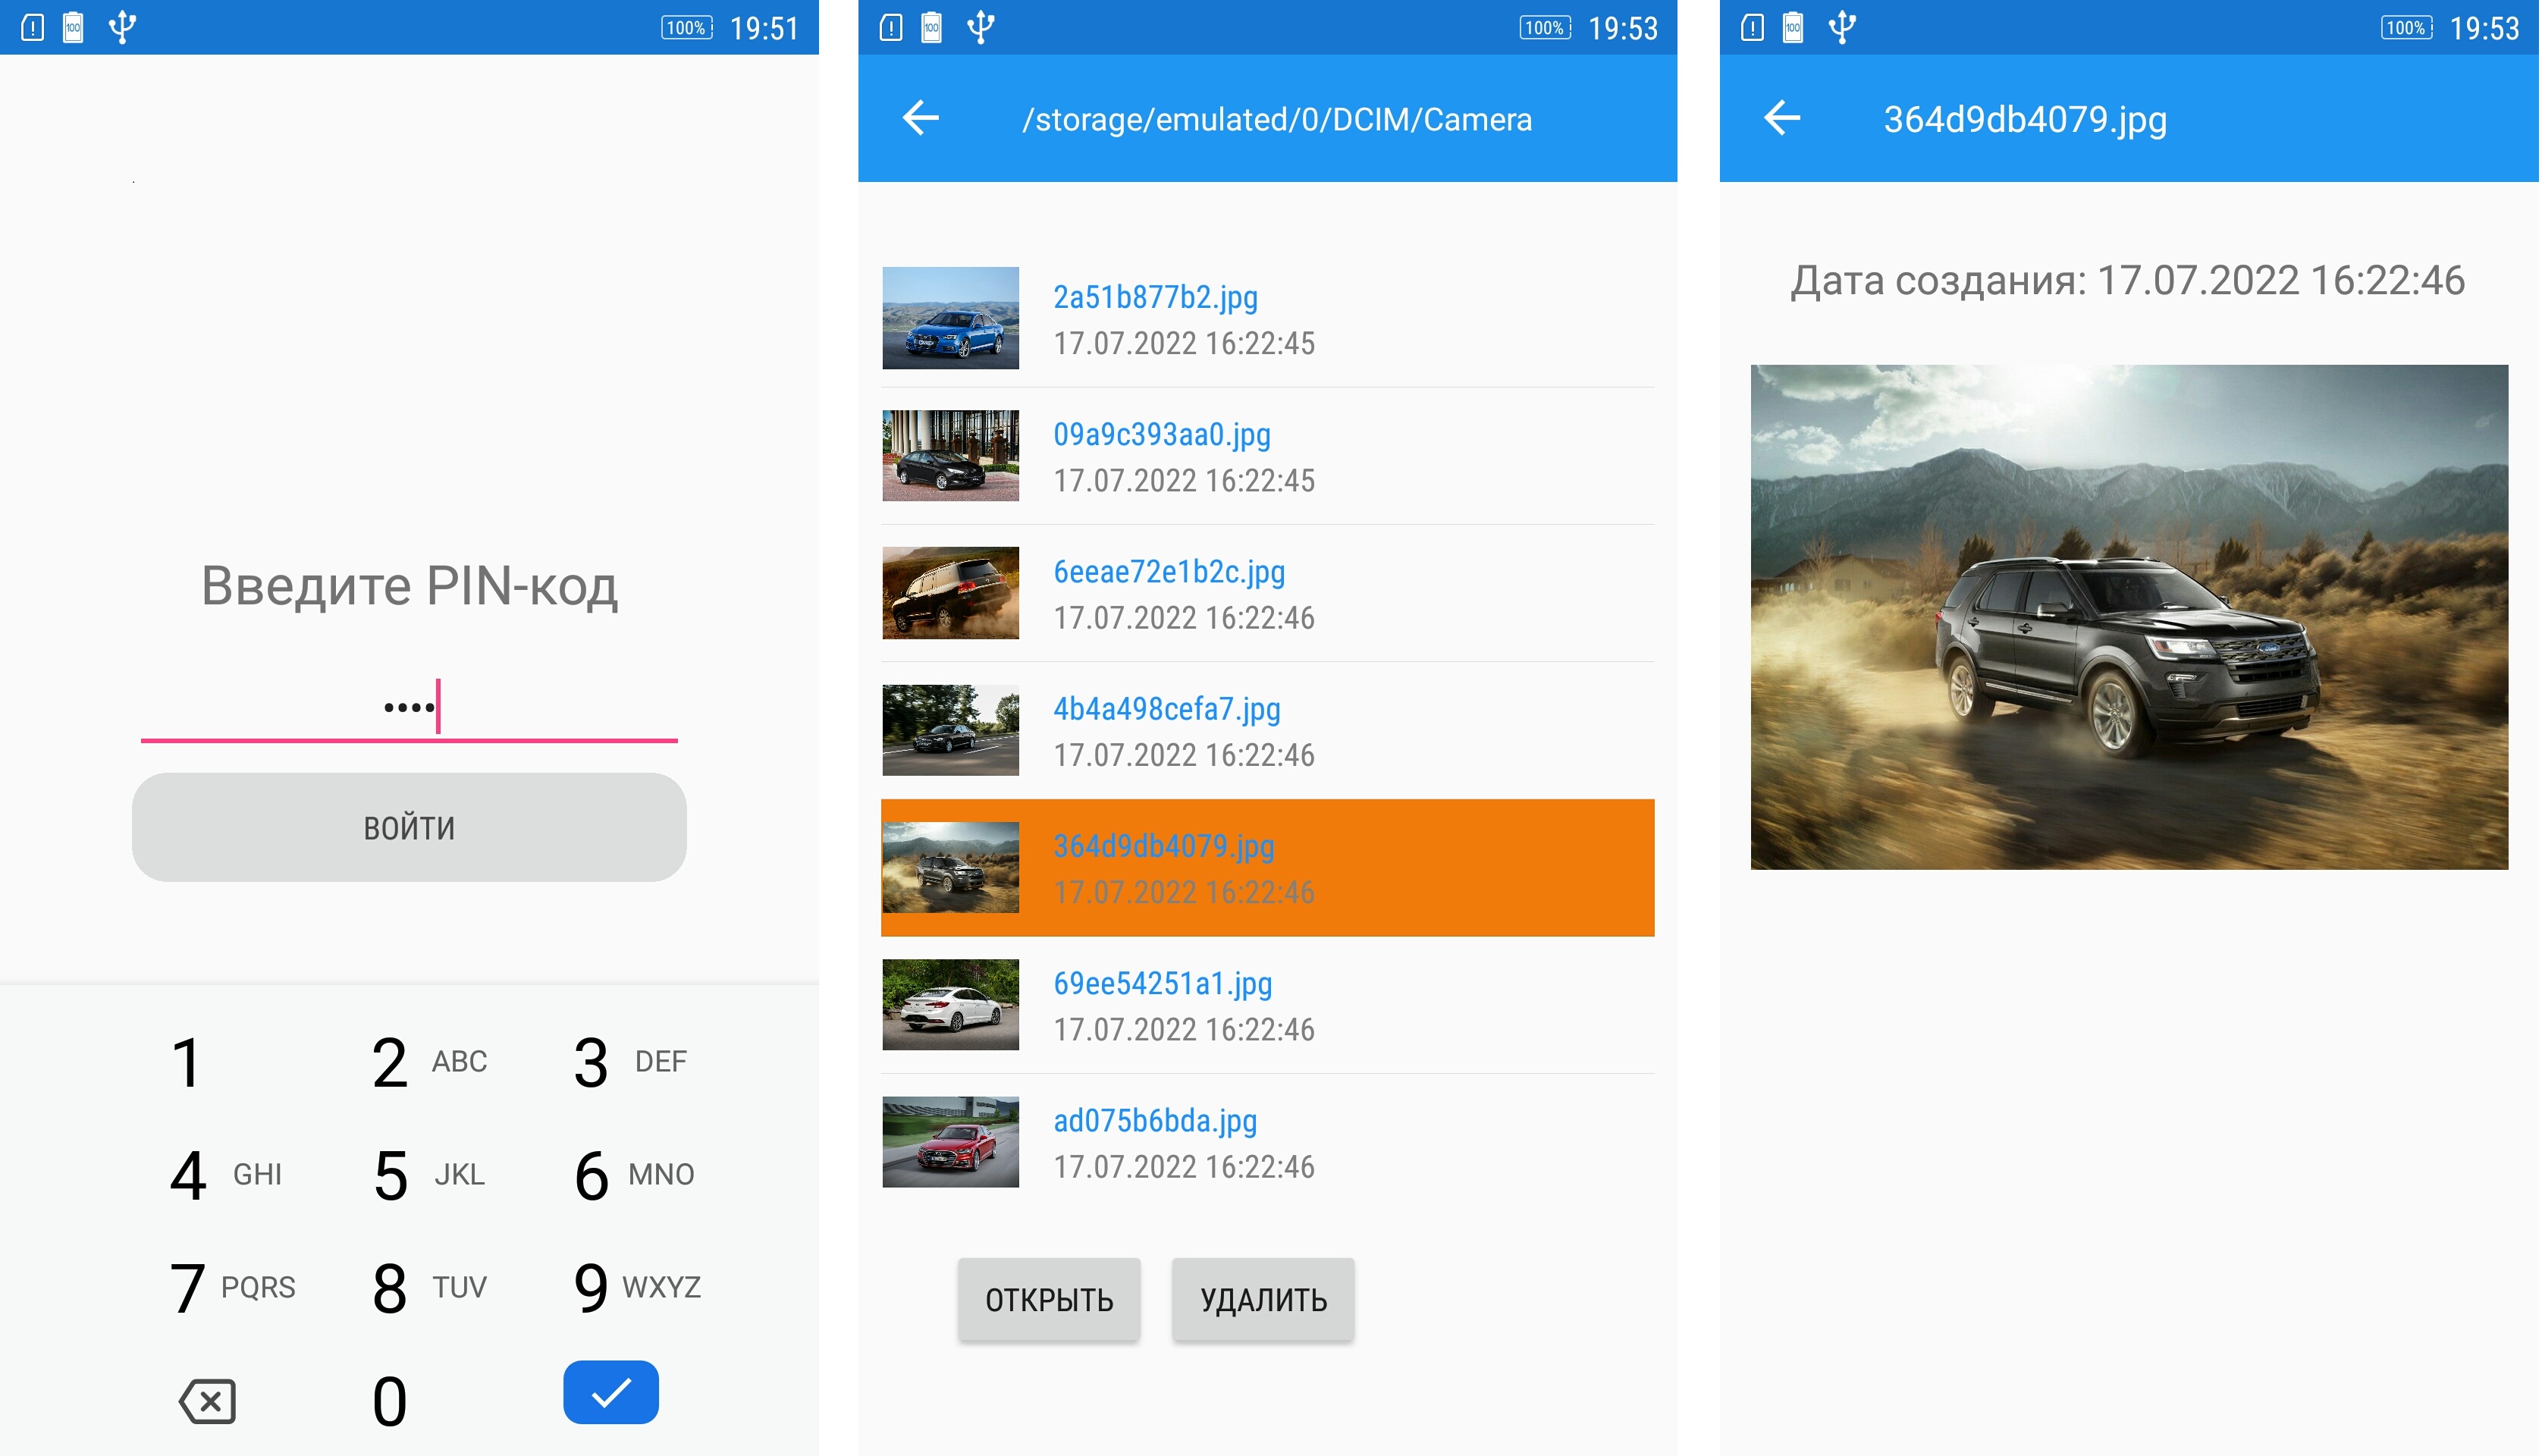 100
100%
19:51
Введите PIN-код
••••
ВОЙТИ
1
2 ABC
3 DEF
4 GHI
5 JKL
6 MNO
7 PQRS
8 TUV
9 WXYZ
0
100
100%
19:53
/storage/emulated/0/DCIM/Camera
2a51b877b2.jpg
17.07.2022 16:22:45
09a9c393aa0.jpg
17.07.2022 16:22:45
6eeae72e1b2c.jpg
17.07.2022 16:22:46
4b4a498cefa7.jpg
17.07.2022 16:22:46
364d9db4079.jpg
17.07.2022 16:22:46
69ee54251a1.jpg
17.07.2022 16:22:46
ad075b6bda.jpg
17.07.2022 16:22:46
ОТКРЫТЬ
УДАЛИТЬ
100
100%
19:53
364d9db4079.jpg
Дата создания: 17.07.2022 16:22:46